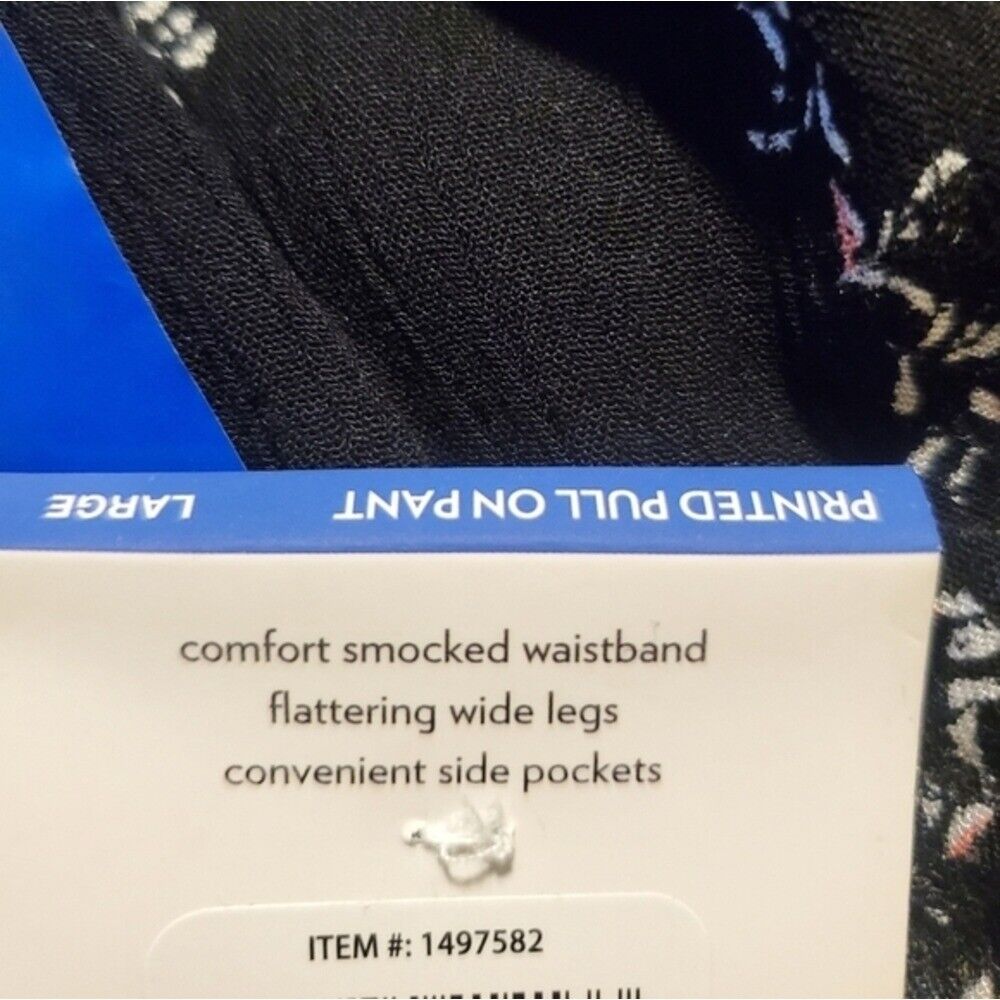 PRINTED PULL ON PANT LARGE
comfort smocked waistband
flattering wide legs
convenient side pockets
ITEM #: 1497582